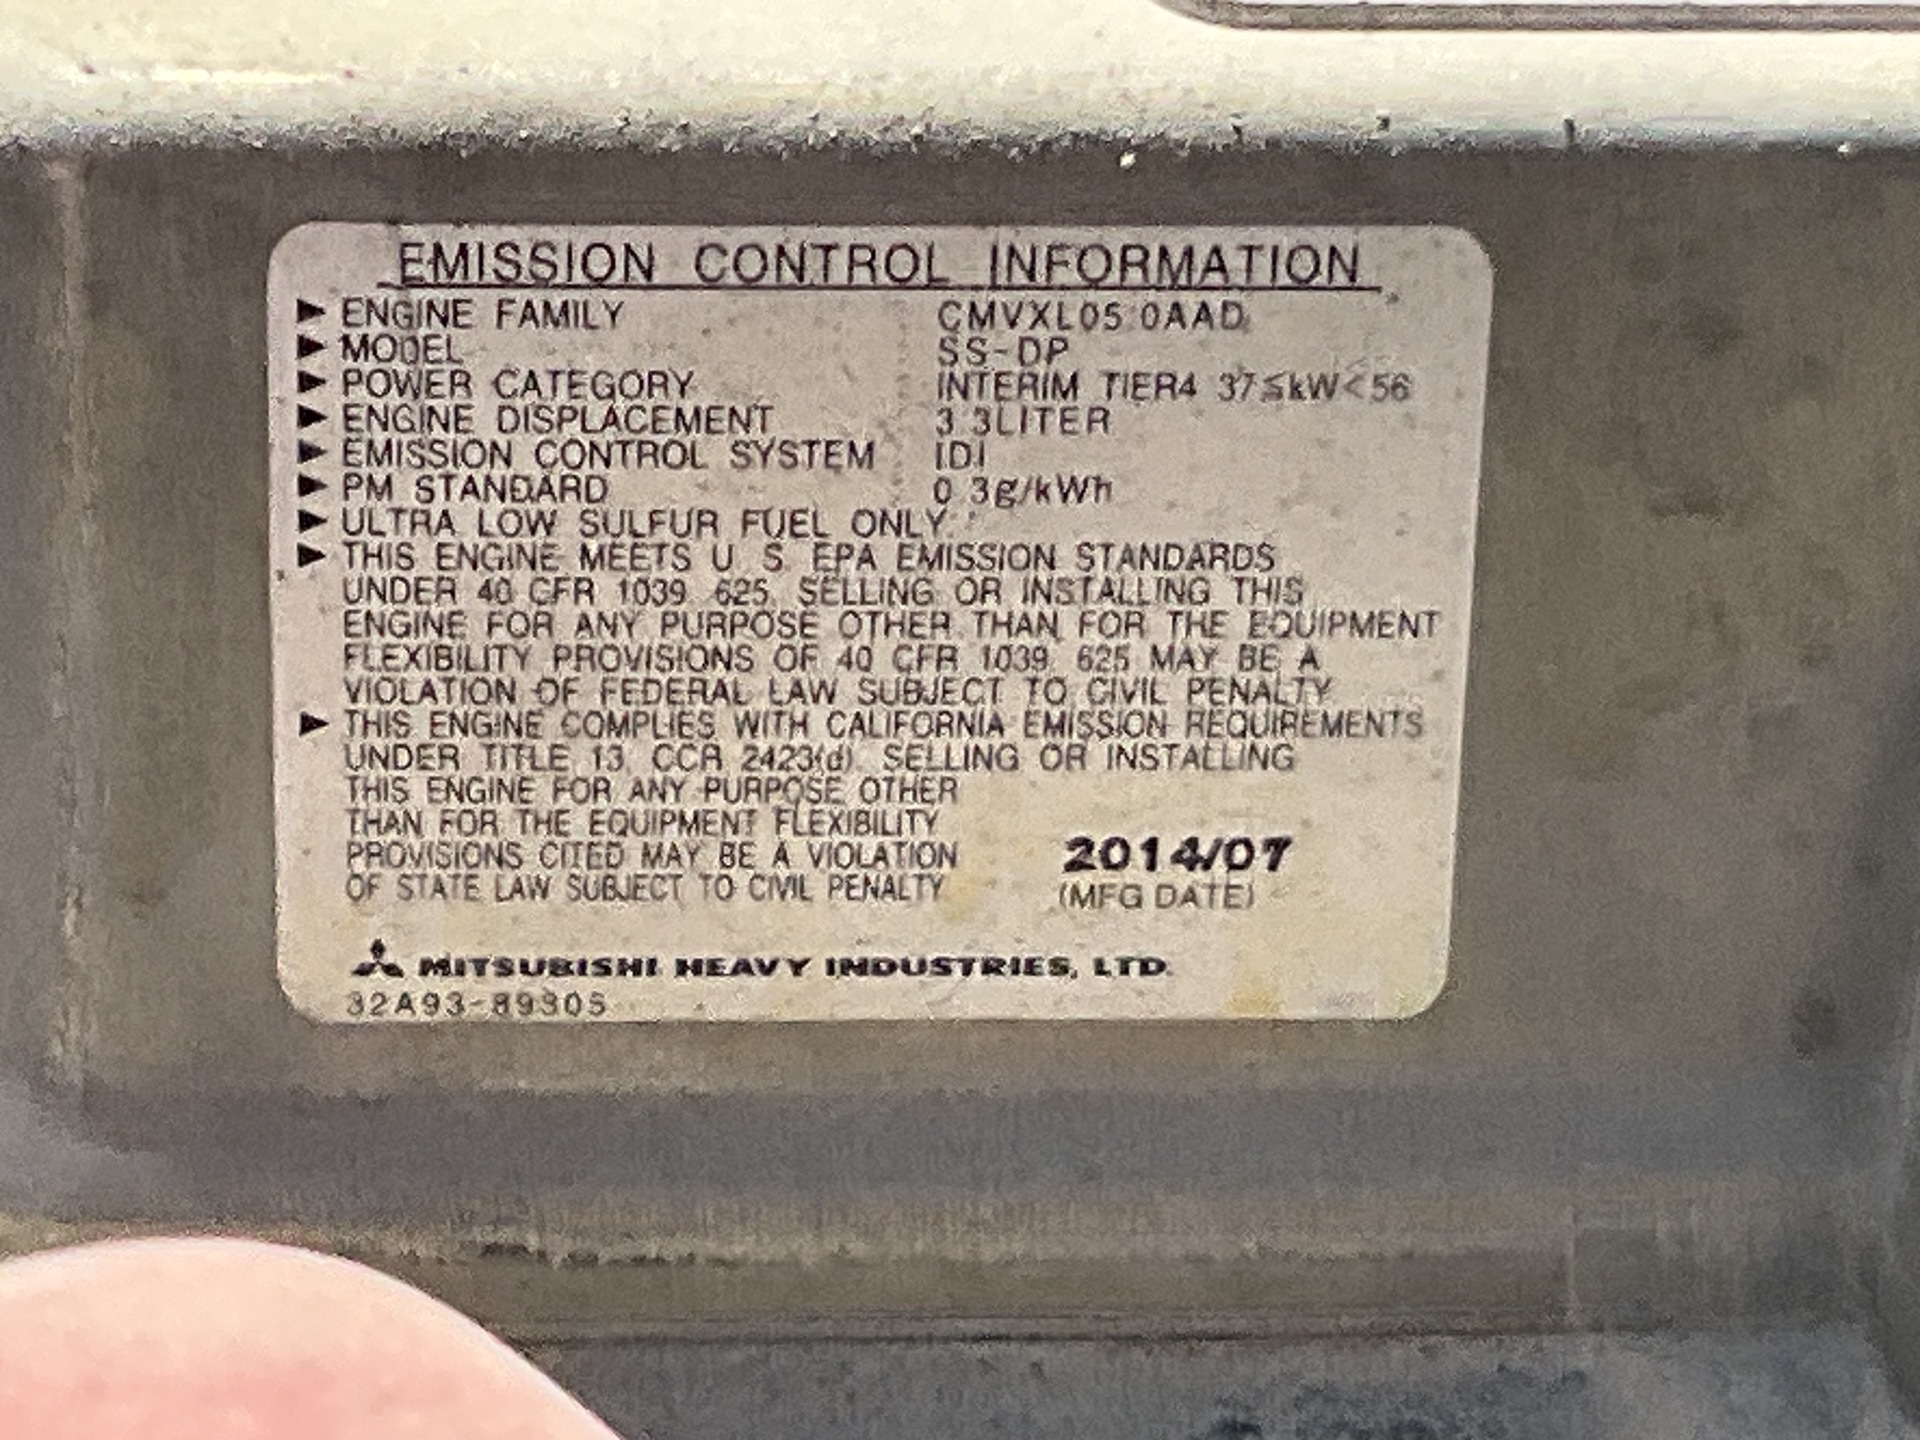 EMISSION CONTROL INFORMATION
▶ ENGINE FAMILY CMVXL05.0AAD
▶ MODEL SS-DP
▶ POWER CATEGORY INTERIM TIER4 37≦kW<56
▶ ENGINE DISPLACEMENT 3.3LITER
▶ EMISSION CONTROL SYSTEM IDI
▶ PM STANDARD 0.3g/kWh
▶ ULTRA LOW SULFUR FUEL ONLY.
▶ THIS ENGINE MEETS U.S. EPA EMISSION STANDARDS
UNDER 40 CFR 1039.625. SELLING OR INSTALLING THIS
ENGINE FOR ANY PURPOSE OTHER THAN FOR THE EQUIPMENT
FLEXIBILITY PROVISIONS OF 40 CFR 1039.625 MAY BE A
VIOLATION OF FEDERAL LAW SUBJECT TO CIVIL PENALTY.
▶ THIS ENGINE COMPLIES WITH CALIFORNIA EMISSION REQUIREMENTS
UNDER TITLE 13, CCR 2423(d). SELLING OR INSTALLING
THIS ENGINE FOR ANY PURPOSE OTHER
THAN FOR THE EQUIPMENT FLEXIBILITY
PROVISIONS CITED MAY BE A VIOLATION
OF STATE LAW SUBJECT TO CIVIL PENALTY.
2014/07
(MFG DATE)
MITSUBISHI HEAVY INDUSTRIES, LTD.
32A93-89305